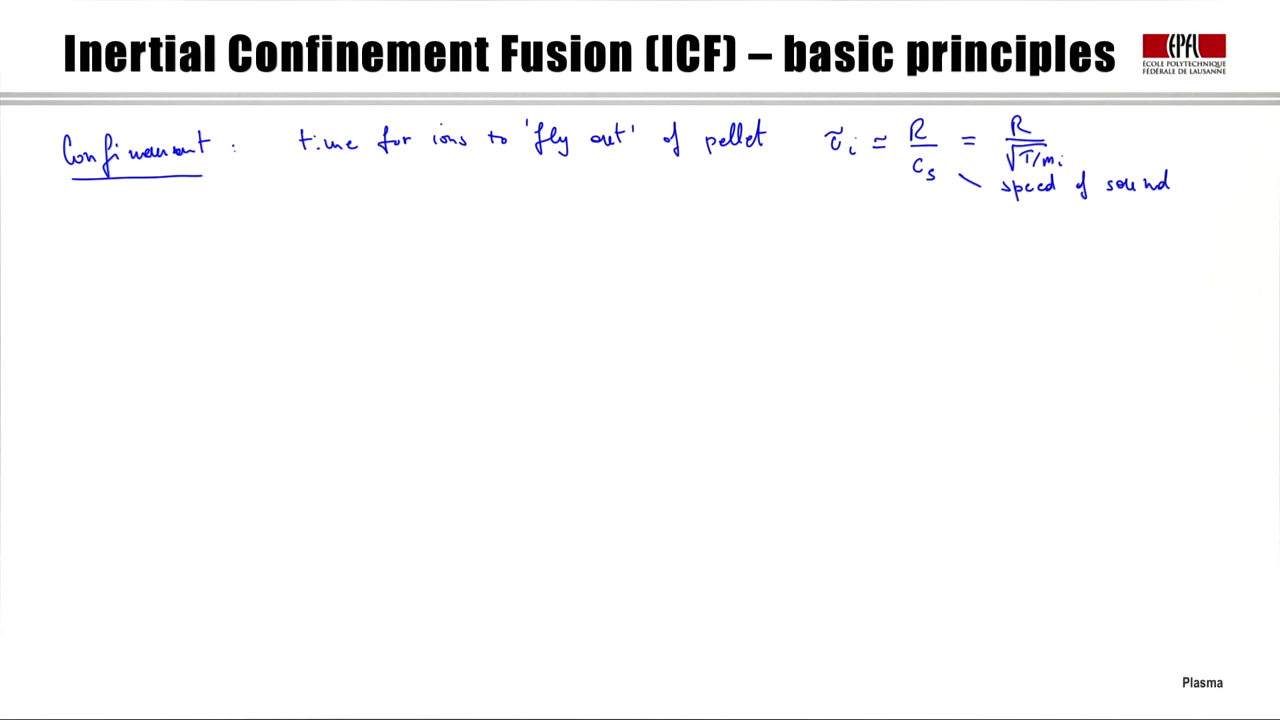 Inertial Confinement Fusion (ICF) – basic principles
EPFL
ÉCOLE POLYTECHNIQUE
FÉDÉRALE DE LAUSANNE
Confinement : time for ions to 'fly out' of pellet τi ≃ R/cs = R/√T/mi
speed of sound
Plasma